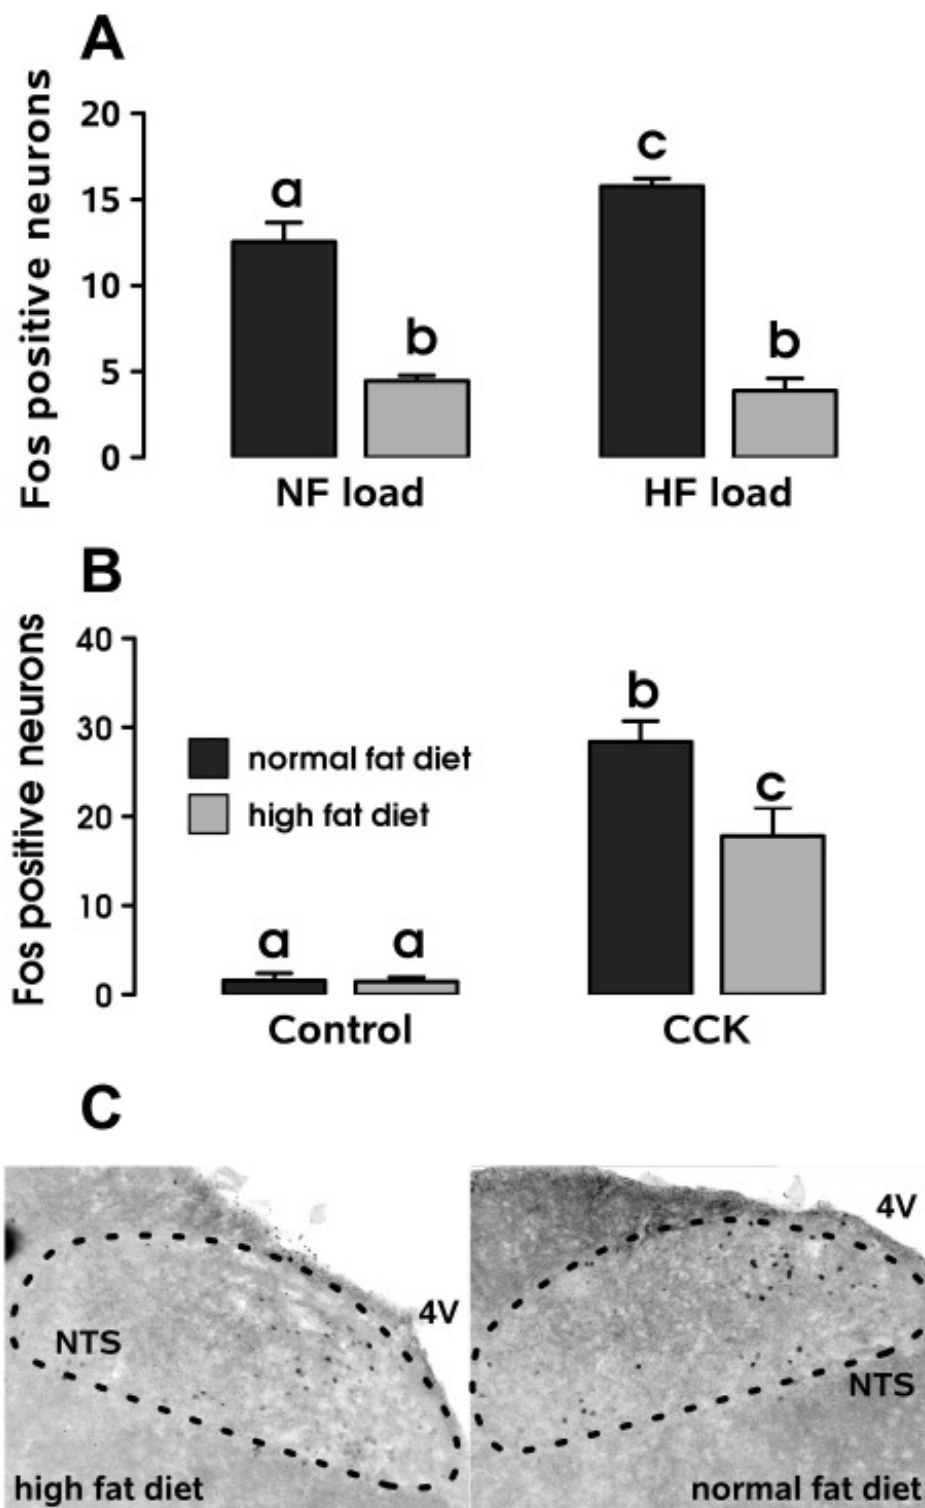 A
Fos positive neurons
20
15
10
5
0
a
b
c
b
NF load
HF load
B
Fos positive neurons
40
30
20
10
0
normal fat diet
high fat diet
a
a
b
c
Control
CCK
C
4V
NTS
high fat diet
4V
NTS
normal fat diet